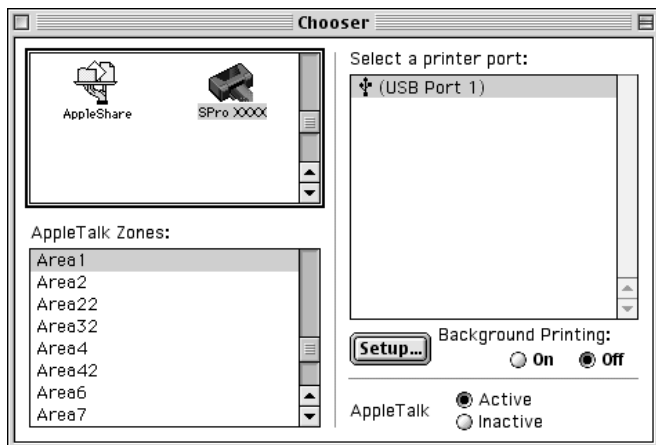 Chooser
AppleShare
SPro XXXX
AppleTalk Zones:
Area1
Area2
Area22
Area32
Area4
Area42
Area6
Area7
Select a printer port:
(USB Port 1)
Setup...
Background Printing:
On Off
AppleTalk
Active
Inactive